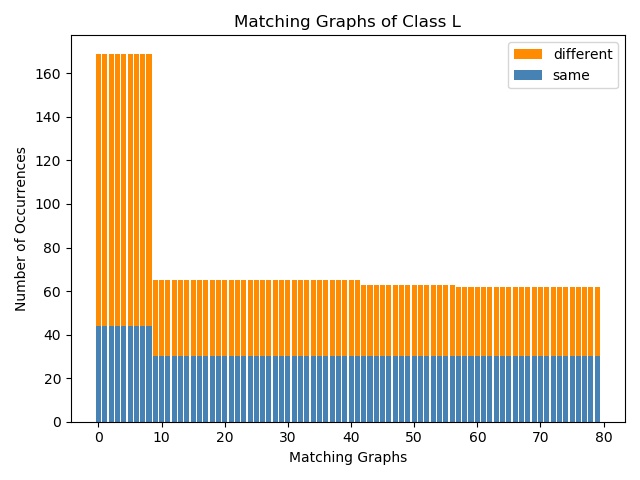 Matching Graphs of Class L
different
same
Number of Occurrences
160
140
120
100
80
60
40
20
0
0 10 20 30 40 50 60 70 80
Matching Graphs